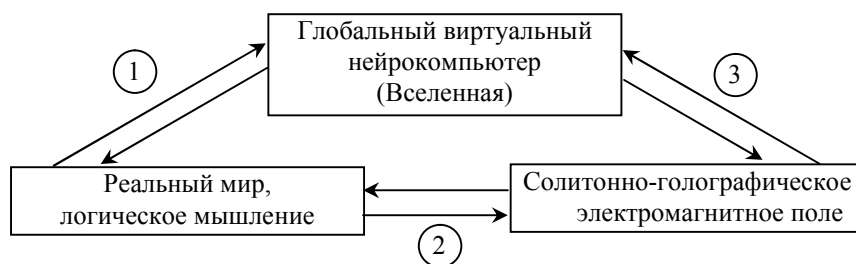 Глобальный виртуальный
нейрокомпьютер
(Вселенная)
1
3
Реальный мир,
логическое мышление
Солитонно-голографическое
электромагнитное поле
2